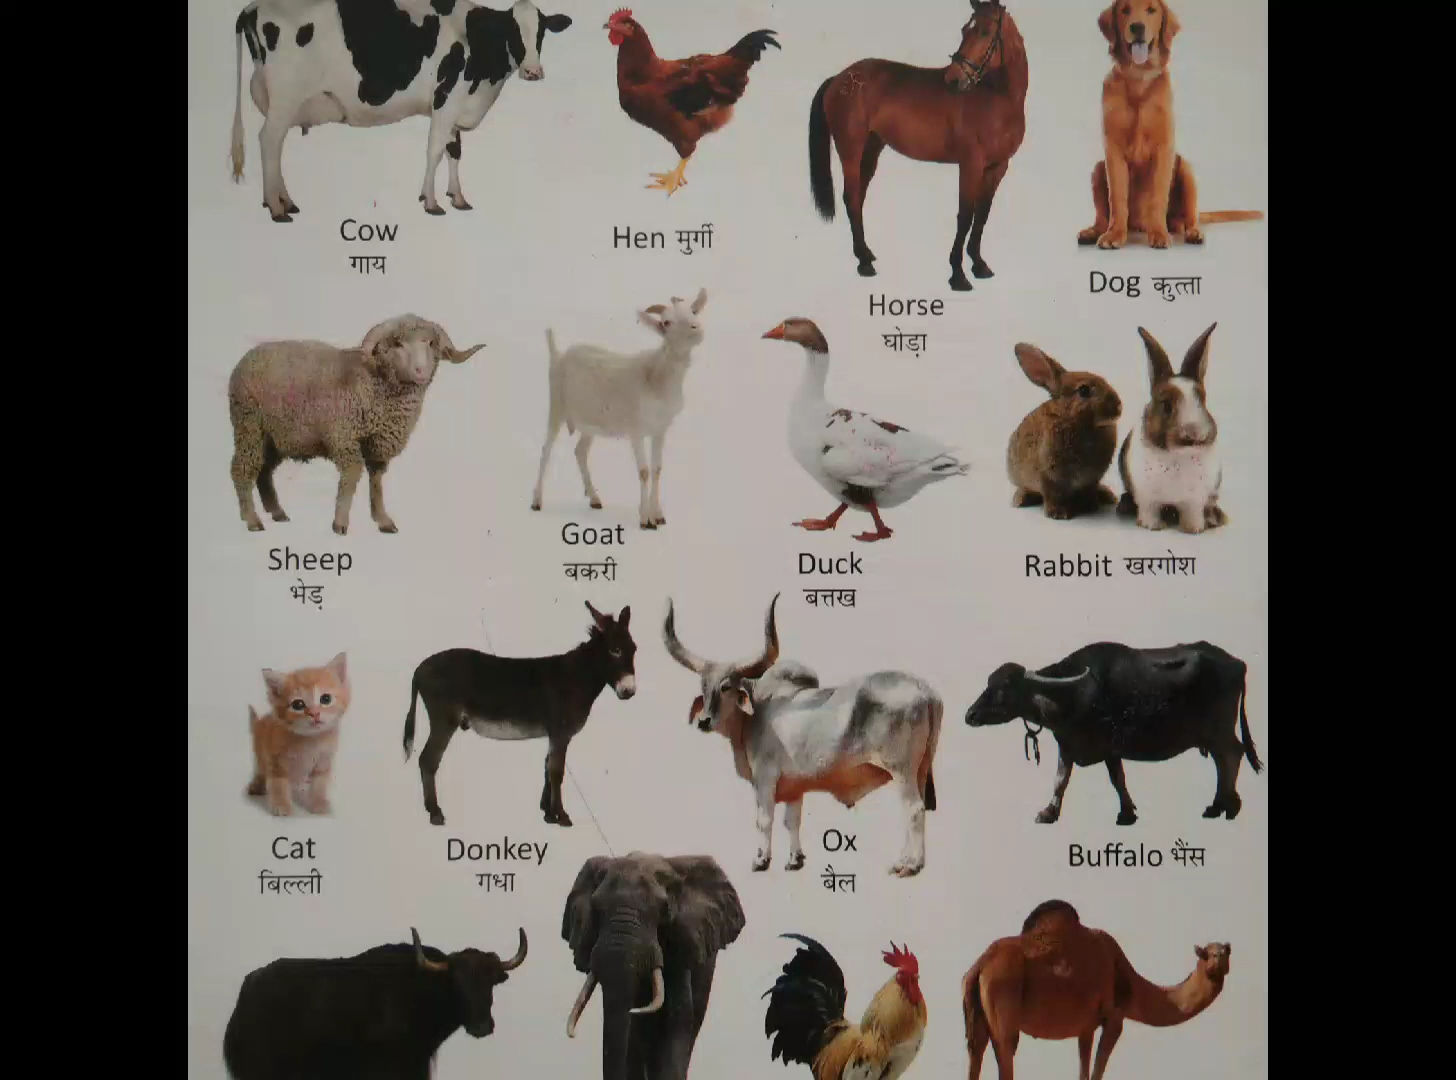 Cow
गाय
Hen मुर्गी
Horse
घोड़ा
Dog कुत्ता
Sheep
भेड़
Goat
बकरी
Duck
बत्तख
Rabbit खरगोश
Cat
बिल्ली
Donkey
गधा
Ox
बैल
Buffalo भैंस